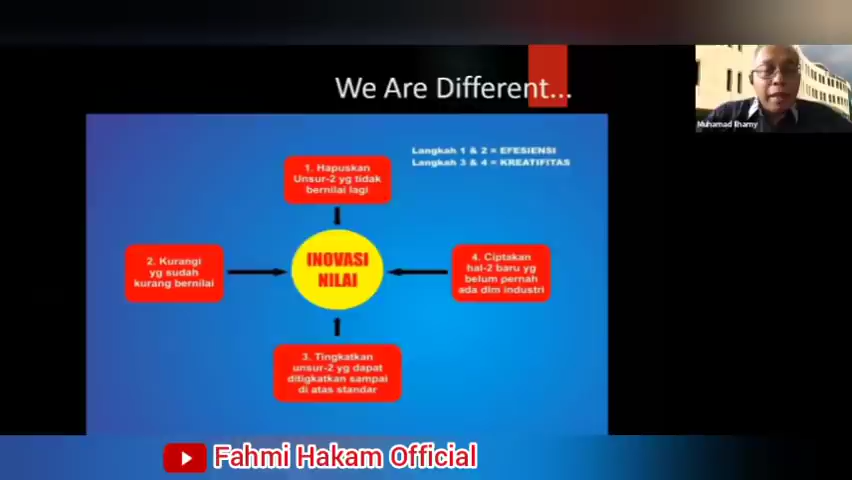 We Are Different...
Muhamad Ilhamy
Langkah 1 & 2 = EFESIENSI
Langkah 3 & 4 = KREATIFITAS
1. Hapuskan
Unsur-2 yg tidak
bernilai lagi
2. Kurangi
yg sudah
kurang bernilai
INOVASI
NILAI
4. Ciptakan
hal-2 baru yg
belum pernah
ada dlm industri
3. Tingkatkan
unsur-2 yg dapat
ditigkatkan sampai
di atas standar
Fahmi Hakam Official